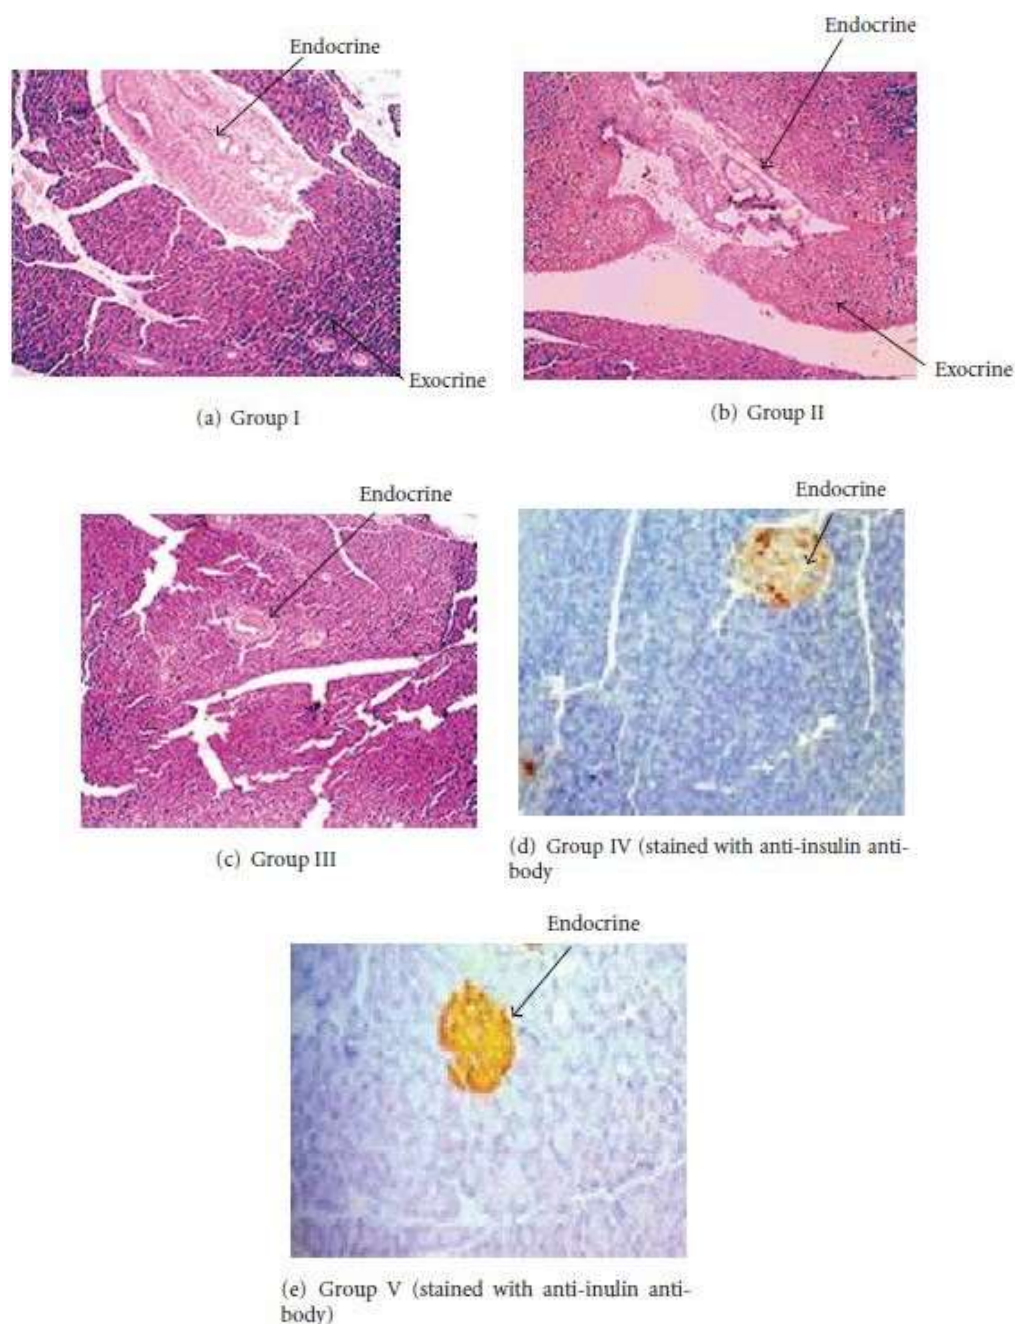 Endocrine
Endocrine
Exocrine
Exocrine
(a) Group I
(b) Group II
Endocrine
Endocrine
(c) Group III
(d) Group IV (stained with anti-insulin anti-
body
Endocrine
(e) Group V (stained with anti-inulin anti-
body)